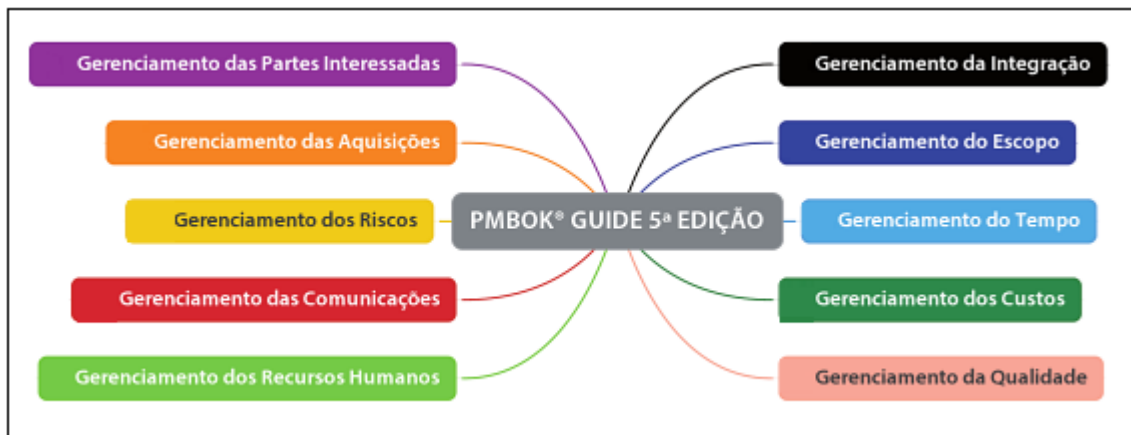 Gerenciamento das Partes Interessadas
Gerenciamento da Integração
Gerenciamento das Aquisições
Gerenciamento do Escopo
Gerenciamento dos Riscos
PMBOK® GUIDE 5ª EDIÇÃO
Gerenciamento do Tempo
Gerenciamento das Comunicações
Gerenciamento dos Custos
Gerenciamento dos Recursos Humanos
Gerenciamento da Qualidade